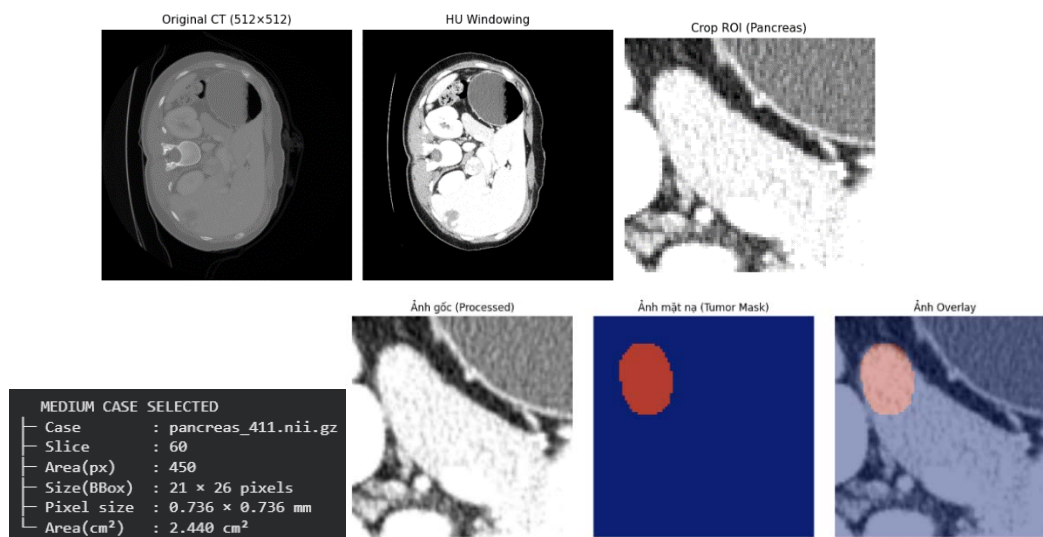 Original CT (512×512)
HU Windowing
Crop ROI (Pancreas)
Ảnh gốc (Processed)
Ảnh mặt nạ (Tumor Mask)
Ảnh Overlay
MEDIUM CASE SELECTED
├─ Case : pancreas_411.nii.gz
├─ Slice : 60
├─ Area(px) : 450
├─ Size(BBox) : 21 × 26 pixels
├─ Pixel size : 0.736 × 0.736 mm
└─ Area(cm²) : 2.440 cm²